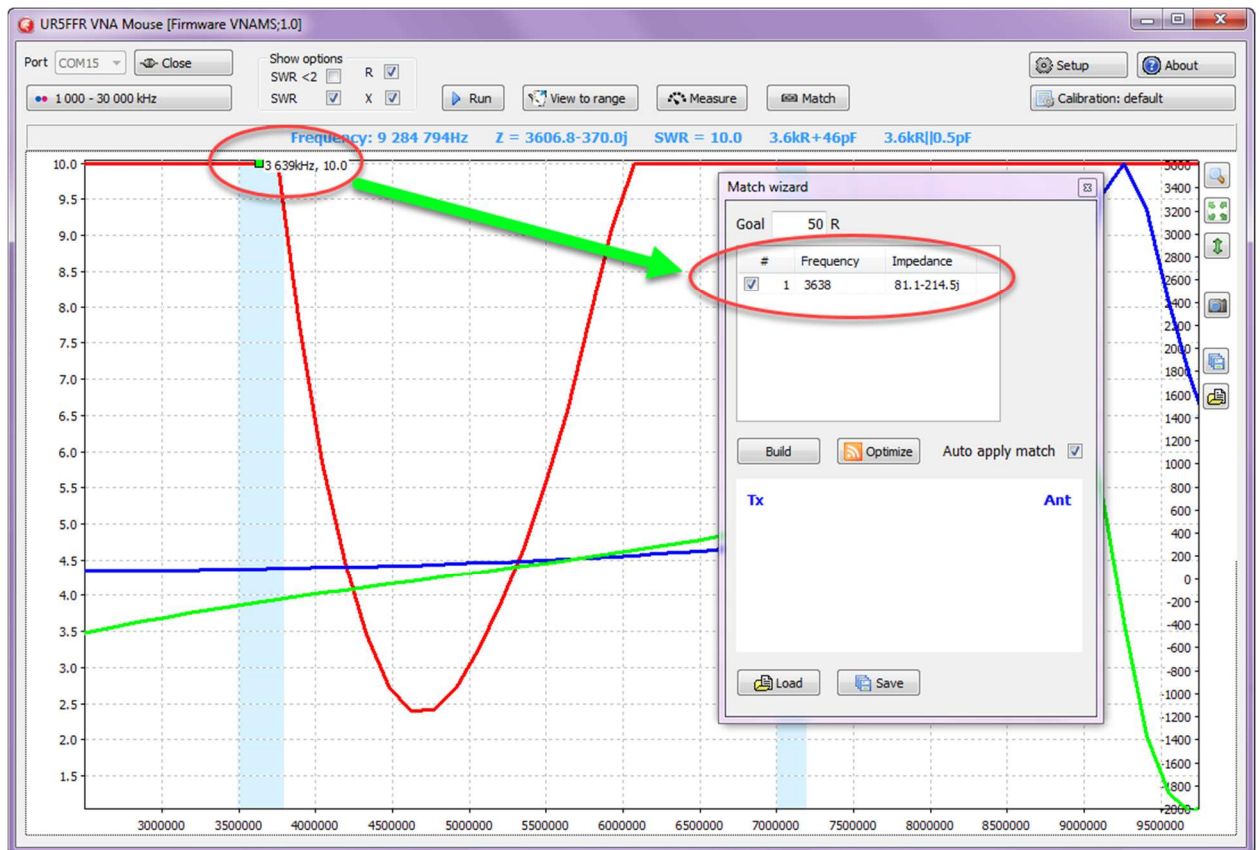 UR5FFR VNA Mouse [Firmware VNAMS;1.0]
Port COM15 Close
Show options
SWR <2 R
SWR X
1 000 - 30 000 kHz
Run
View to range
Measure
Match
Setup
About
Calibration: default
Frequency: 9 284 794Hz Z = 3606.8-370.0j SWR = 10.0 3.6kR+46pF 3.6kR||0.5pF
3 639kHz, 10.0
10.0
9.5
9.0
8.5
8.0
7.5
7.0
6.5
6.0
5.5
5.0
4.5
4.0
3.5
3.0
2.5
2.0
1.5
Match wizard
Goal 50 R
# Frequency Impedance
1 3638 81.1-214.5j
Build
Optimize
Auto apply match
Tx Ant
Load
Save
3400
3200
3000
2800
2600
2400
2200
2000
1800
1600
1400
1200
1000
800
600
400
200
0
-200
-400
-600
-800
-1000
-1200
-1400
-1600
-1800
-2000
3000000 3500000 4000000 4500000 5000000 5500000 6000000 6500000 7000000 7500000 8000000 8500000 9000000 9500000